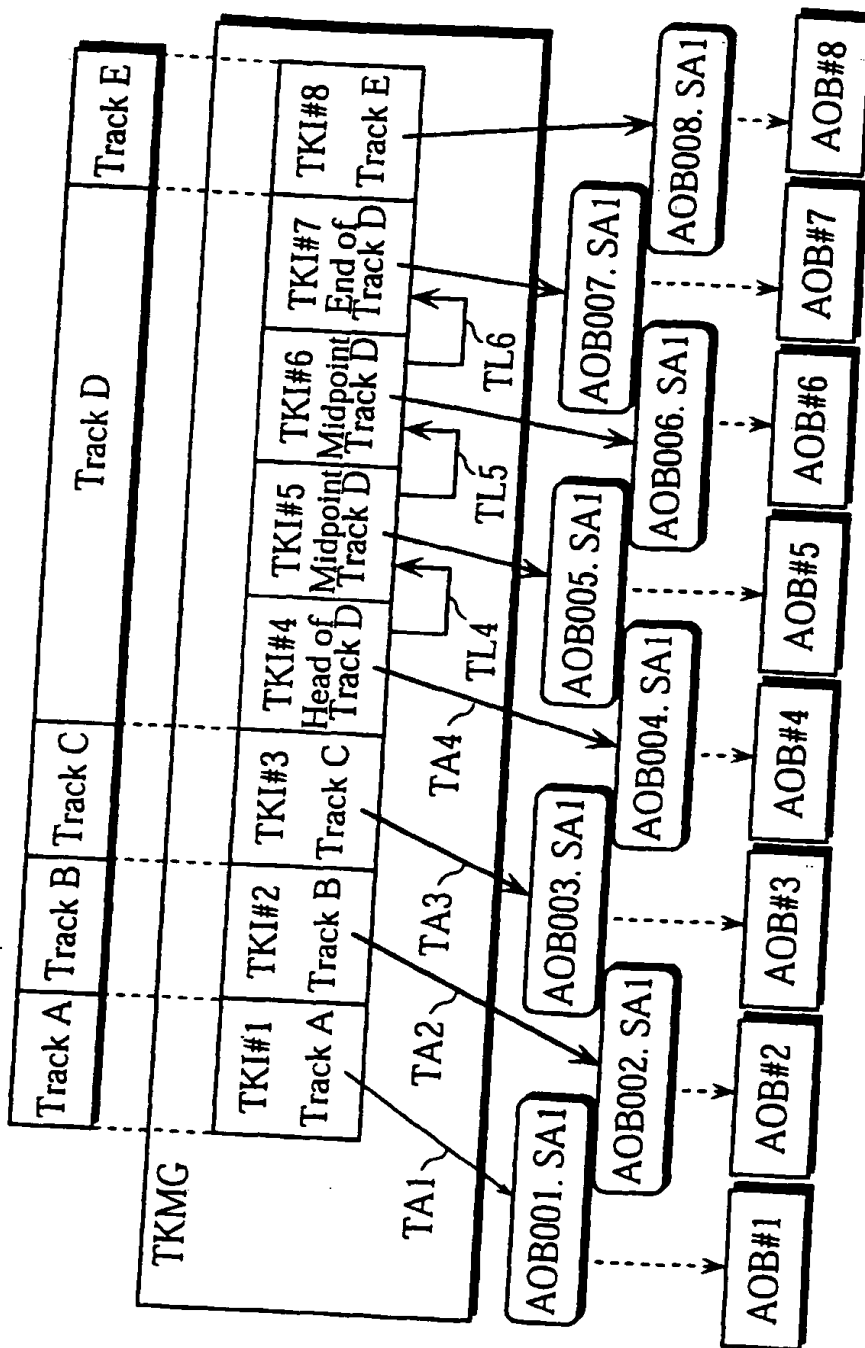 Track A
Track B
Track C
Track D
Track E
TKMG
TKI#1
Track A
TKI#2
Track B
TKI#3
Track C
TKI#4
Head of
Track D
TKI#5
Midpoint
Track D
TKI#6
Midpoint
Track D
TKI#7
End of
Track D
TKI#8
Track E
TA1
TA2
TA3
TA4
TL4
TL5
TL6
AOB001. SA1
AOB002. SA1
AOB003. SA1
AOB004. SA1
AOB005. SA1
AOB006. SA1
AOB007. SA1
AOB008. SA1
AOB#1
AOB#2
AOB#3
AOB#4
AOB#5
AOB#6
AOB#7
AOB#8